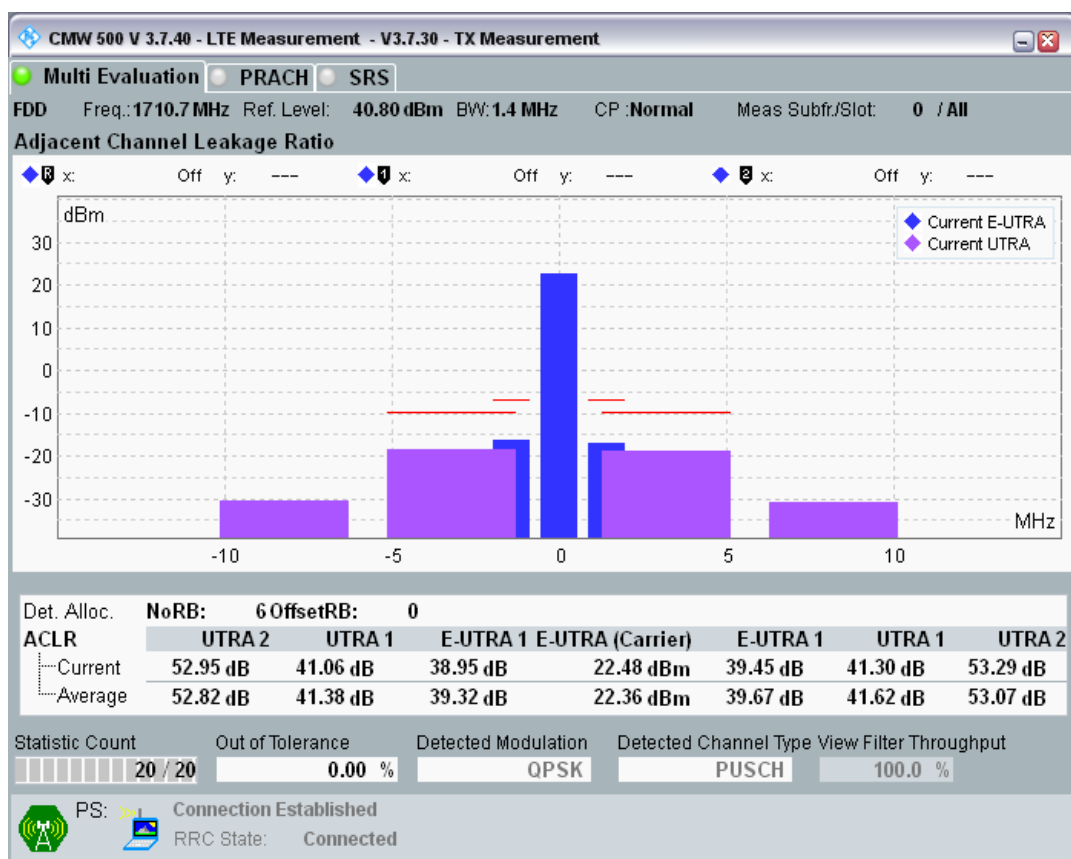 CMW 500 V 3.7.40 - LTE Measurement - V3.7.30 - TX Measurement
Multi Evaluation PRACH SRS
FDD Freq.: 1710.7 MHz Ref. Level: 40.80 dBm BW: 1.4 MHz CP :Normal Meas Subfr./Slot: 0 / All
Adjacent Channel Leakage Ratio
R x: Off y: --- 1 x: Off y: --- 2 x: Off y: ---
dBm
Current E-UTRA
Current UTRA
30
20
10
0
-10
-20
-30
MHz
-10 -5 0 5 10
Det. Alloc. NoRB: 6 OffsetRB: 0
ACLR UTRA 2 UTRA 1 E-UTRA 1 E-UTRA (Carrier) E-UTRA 1 UTRA 1 UTRA 2
Current 52.95 dB 41.06 dB 38.95 dB 22.48 dBm 39.45 dB 41.30 dB 53.29 dB
Average 52.82 dB 41.38 dB 39.32 dB 22.36 dBm 39.67 dB 41.62 dB 53.07 dB
Statistic Count Out of Tolerance Detected Modulation Detected Channel Type View Filter Throughput
20 / 20 0.00 % QPSK PUSCH 100.0 %
PS: Connection Established
RRC State: Connected